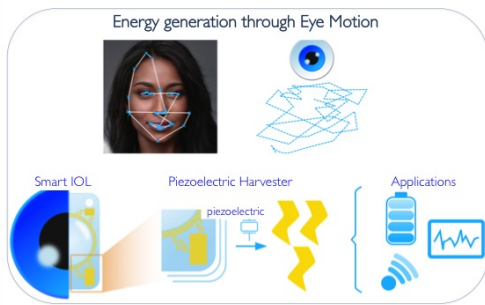 Energy generation through Eye Motion
Smart IOL
Piezoelectric Harvester
Applications
piezoelectric